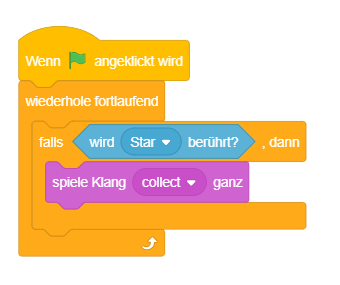 Wenn angeklickt wird
wiederhole fortlaufend
falls wird Star berührt? , dann
spiele Klang collect ganz